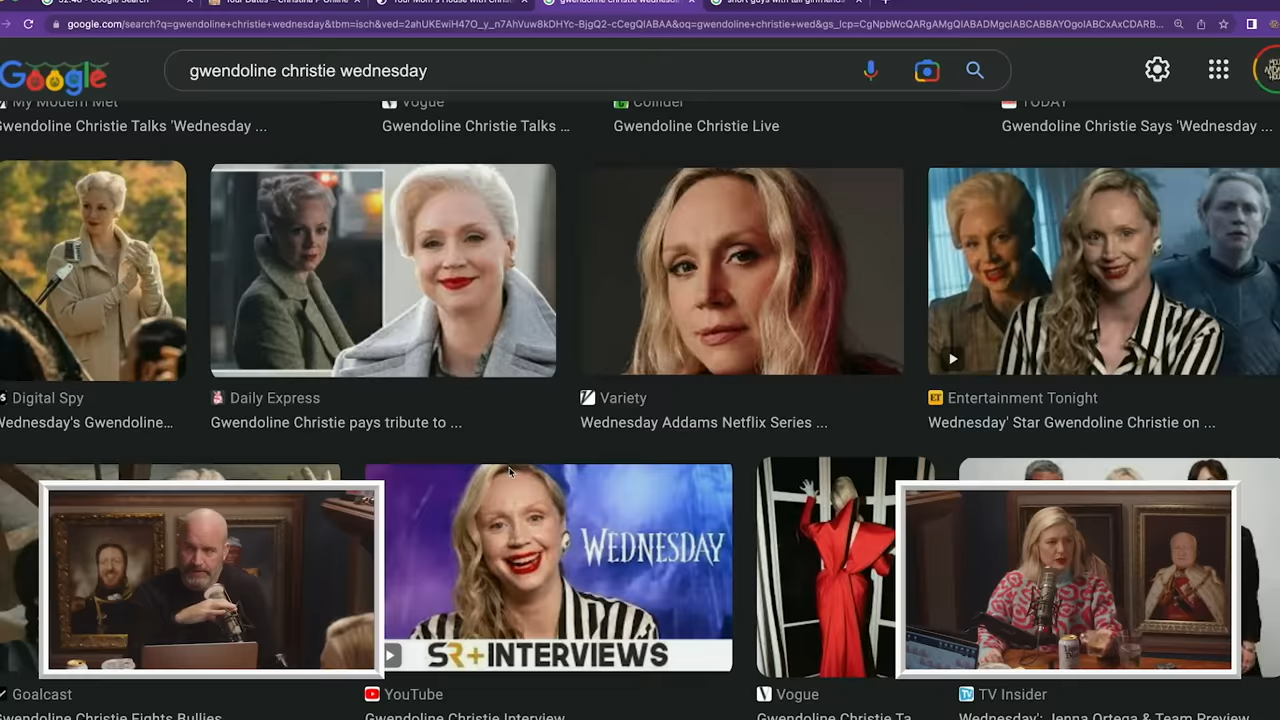 google.com/search?q=gwendoline+christie+wednesday&tbm=isch&ved=2ahUKEwiH47O_y_n7AhVuw8kDHYc-BjgQ2-cCegQIABAA&oq=gwendoline+christie+wed&gs_lcp=CgNpbWcQARgAMgQIABADMgcIABCABBAYOgoIABCxAxCDARB...
Google
gwendoline christie wednesday
My Modern Met
Vogue
Collider
TODAY
Gwendoline Christie Talks 'Wednesday ...
Gwendoline Christie Talks ...
Gwendoline Christie Live
Gwendoline Christie Says 'Wednesday ...
Digital Spy
Daily Express
Variety
ET
Entertainment Tonight
Wednesday's Gwendoline...
Gwendoline Christie pays tribute to ...
Wednesday Addams Netflix Series ...
Wednesday' Star Gwendoline Christie on ...
WEDNESDAY
SR+INTERVIEWS
Goalcast
YouTube
Vogue
TV Insider
Gwendoline Christie Fights Bullies
Gwendoline Christie Interview
Gwendoline Christie Ta
Wednesday': Jenna Ortega & Team Preview